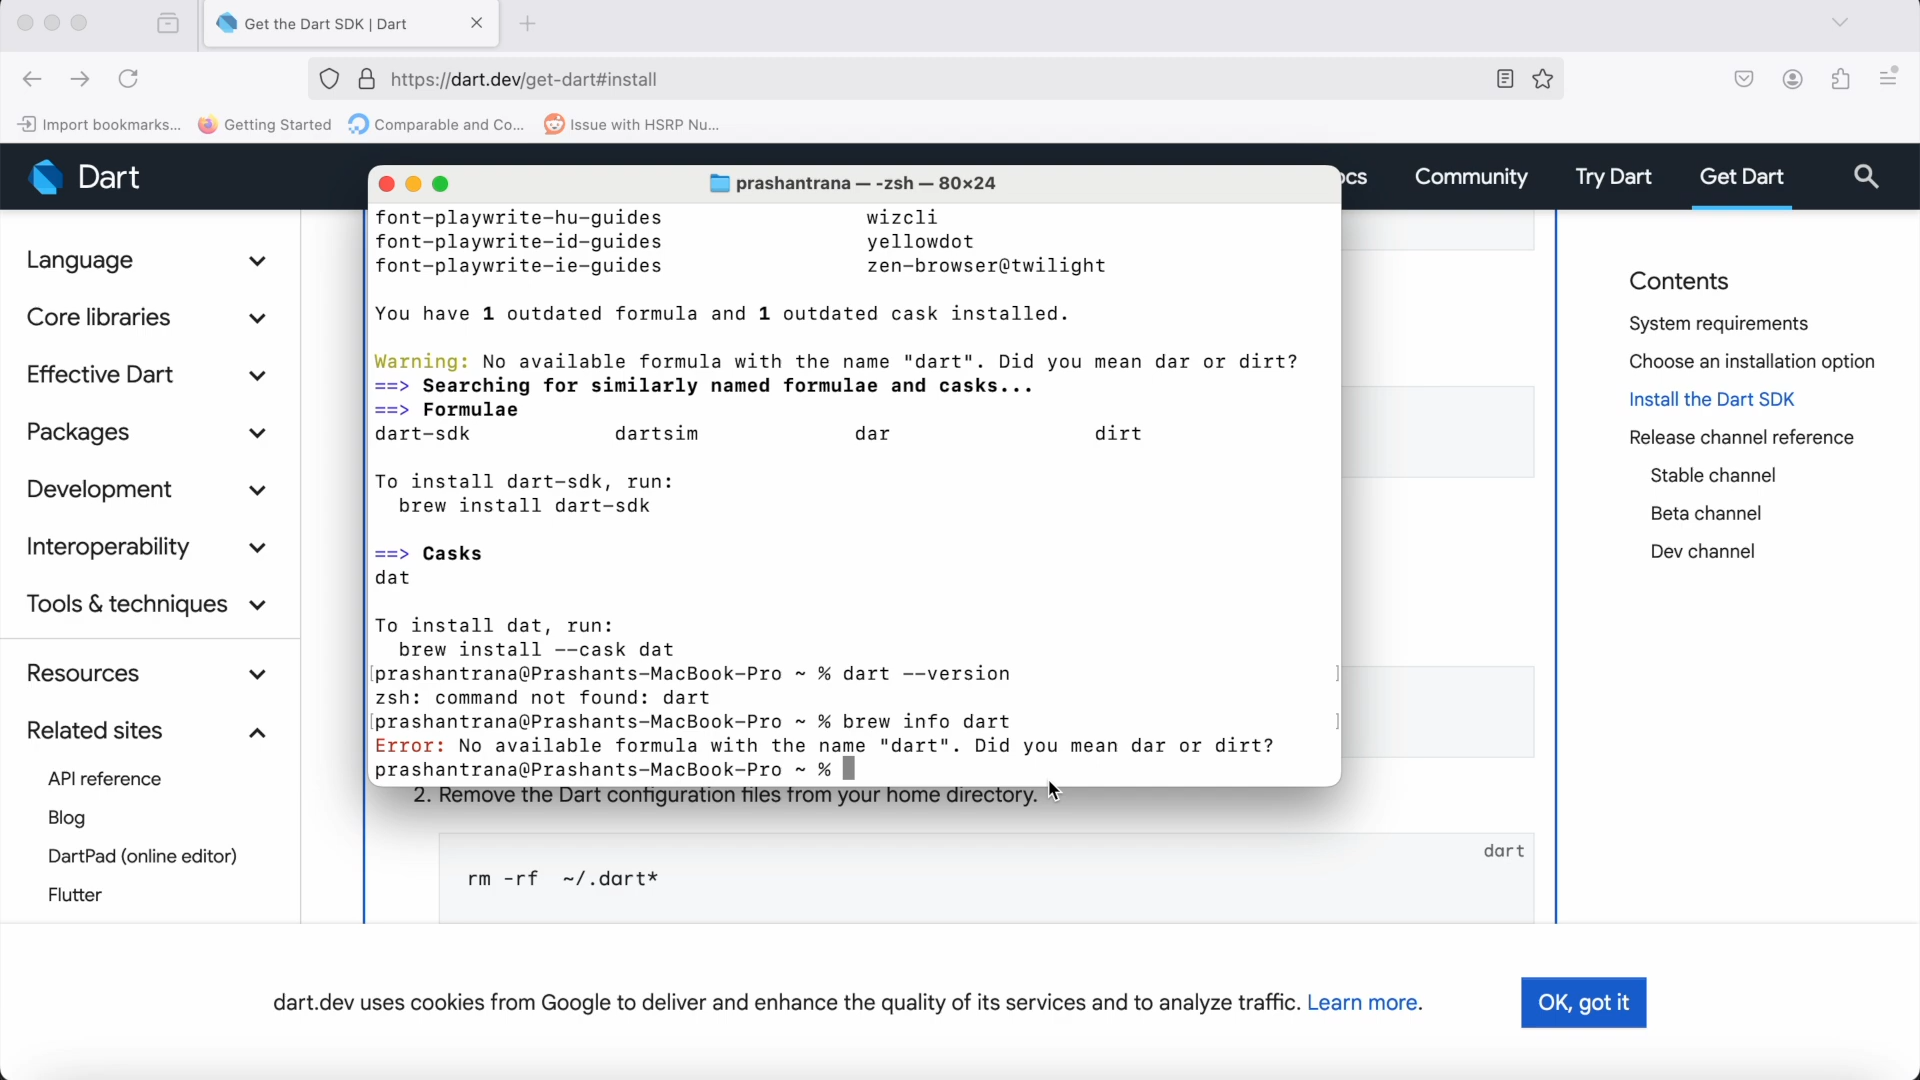 Get the Dart SDK | Dart
https://dart.dev/get-dart#install
Import bookmarks...
Getting Started
Comparable and Co...
Issue with HSRP Nu...
Dart
ocs
Community
Try Dart
Get Dart
prashantrana — -zsh — 80×24
font-playwrite-hu-guides wizcli
font-playwrite-id-guides yellowdot
font-playwrite-ie-guides zen-browser@twilight
You have 1 outdated formula and 1 outdated cask installed.
Warning: No available formula with the name "dart". Did you mean dar or dirt?
==> Searching for similarly named formulae and casks...
==> Formulae
dart-sdk dartsim dar dirt
To install dart-sdk, run:
brew install dart-sdk
==> Casks
dat
To install dat, run:
brew install --cask dat
[prashantrana@Prashants-MacBook-Pro ~ % dart --version ]
zsh: command not found: dart
[prashantrana@Prashants-MacBook-Pro ~ % brew info dart ]
Error: No available formula with the name "dart". Did you mean dar or dirt?
prashantrana@Prashants-MacBook-Pro ~ %
Language
Core libraries
Effective Dart
Packages
Development
Interoperability
Tools & techniques
Resources
Related sites
API reference
Blog
DartPad (online editor)
Flutter
2. Remove the Dart configuration files from your home directory.
dart
rm -rf ~/.dart*
Contents
System requirements
Choose an installation option
Install the Dart SDK
Release channel reference
Stable channel
Beta channel
Dev channel
dart.dev uses cookies from Google to deliver and enhance the quality of its services and to analyze traffic. Learn more.
OK, got it